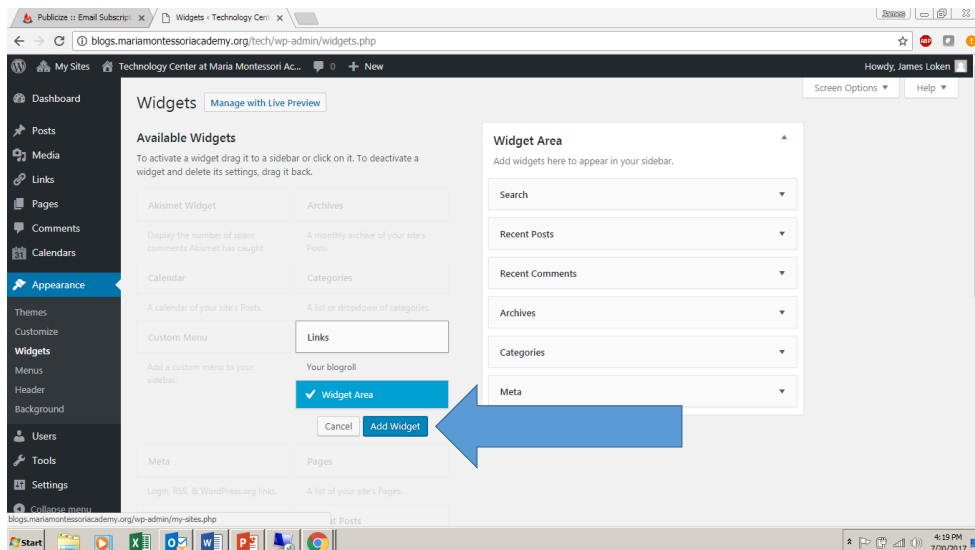 Publicize :: Email Subscript
Widgets ‹ Technology Cent
James
blogs.mariamontessoriacademy.org/tech/wp-admin/widgets.php
ABP
My Sites
Technology Center at Maria Montessori Ac...
0
+ New
Howdy, James Loken
Dashboard
Posts
Media
Links
Pages
Comments
31 Calendars
Appearance
Themes
Customize
Widgets
Menus
Header
Background
Users
Tools
Settings
Collapse menu
Screen Options ▼
Help ▼
Widgets
Manage with Live Preview
Available Widgets
To activate a widget drag it to a sidebar or click on it. To deactivate a
widget and delete its settings, drag it back.
Akismet Widget
Archives
Display the number of spam
comments Akismet has caught
A monthly archive of your site's
Posts.
Calendar
Categories
A calendar of your site's Posts.
A list or dropdown of categories.
Custom Menu
Links
Add a custom menu to your
sidebar.
Your blogroll
Widget Area
Cancel
Add Widget
Meta
Pages
Login, RSS, & WordPress.org links.
A list of your site's Pages.
Posts
Widget Area
Add widgets here to appear in your sidebar.
Search
Recent Posts
Recent Comments
Archives
Categories
Meta
blogs.mariamontessoriacademy.org/wp-admin/my-sites.php
Start
4:19 PM
7/20/2017